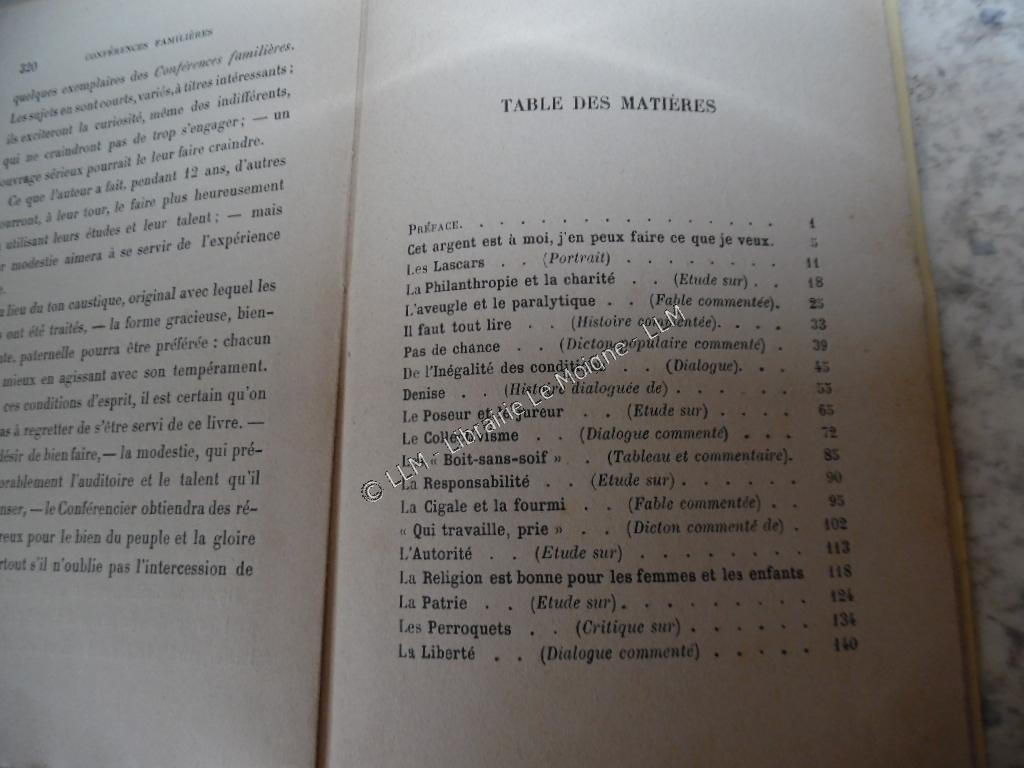 320
CONFÉRENCES FAMILIÈRES
quelques exemplaires des Conférences familières.
Les sujets en sont courts, variés, à titres intéressants ;
ils exciteront la curiosité, même des indifférents,
qui ne craindront pas de trop s'engager ; — un
ouvrage sérieux pourrait le leur faire craindre.
Ce que l'auteur a fait, pendant 12 ans, d'autres
pourront, à leur tour, le faire plus heureusement
utilisant leurs études et leur talent ; — mais
modestie aimera à se servir de l'expérience
lieu du ton caustique, original avec lequel les
ont été traités, — la forme gracieuse, bien-
paternelle pourra être préférée : chacun
mieux en agissant avec son tempérament.
ces conditions d'esprit, il est certain qu'on
à regretter de s'être servi de ce livre. —
désir de bien faire, — la modestie, qui pré-
l'auditoire et le talent qu'il
— le Conférencier obtiendra des ré-
pour le bien du peuple et la gloire
s'il n'oublie pas l'intercession de
TABLE DES MATIÈRES
PRÉFACE. . . . . . . . . . . . . . . 1
Cet argent est à moi, j'en peux faire ce que je veux. 5
Les Lascars . . (Portrait) . . . . . . . . 11
La Philanthropie et la charité . . (Etude sur) . . 18
L'aveugle et le paralytique . . (Fable commentée). 25
Il faut tout lire . . (Histoire commentée). . . . 33
Pas de chance . . (Dicton populaire commenté) . 39
De l'Inégalité des conditions . . (Dialogue). . . 45
Denise . . (Histoire dialoguée de) . . . . . . 55
Le Poseur et le jureur . . (Etude sur) . . . . 65
Le Collectivisme . . (Dialogue commenté) . . . 72
Le « Boit-sans-soif » . (Tableau et commentaire). 85
La Responsabilité . . (Etude sur) . . . . . . 90
La Cigale et la fourmi . . (Fable commentée) . . 95
« Qui travaille, prie » . . (Dicton commenté de) . 102
L'Autorité . . (Etude sur) . . . . . . . . 113
La Religion est bonne pour les femmes et les enfants 118
La Patrie . . (Etude sur). . . . . . . . . 124
Les Perroquets . . (Critique sur) . . . . . . 134
La Liberté . . (Dialogue commenté) . . . . . 140
© LLM - Librairie Le Moigne - LLM